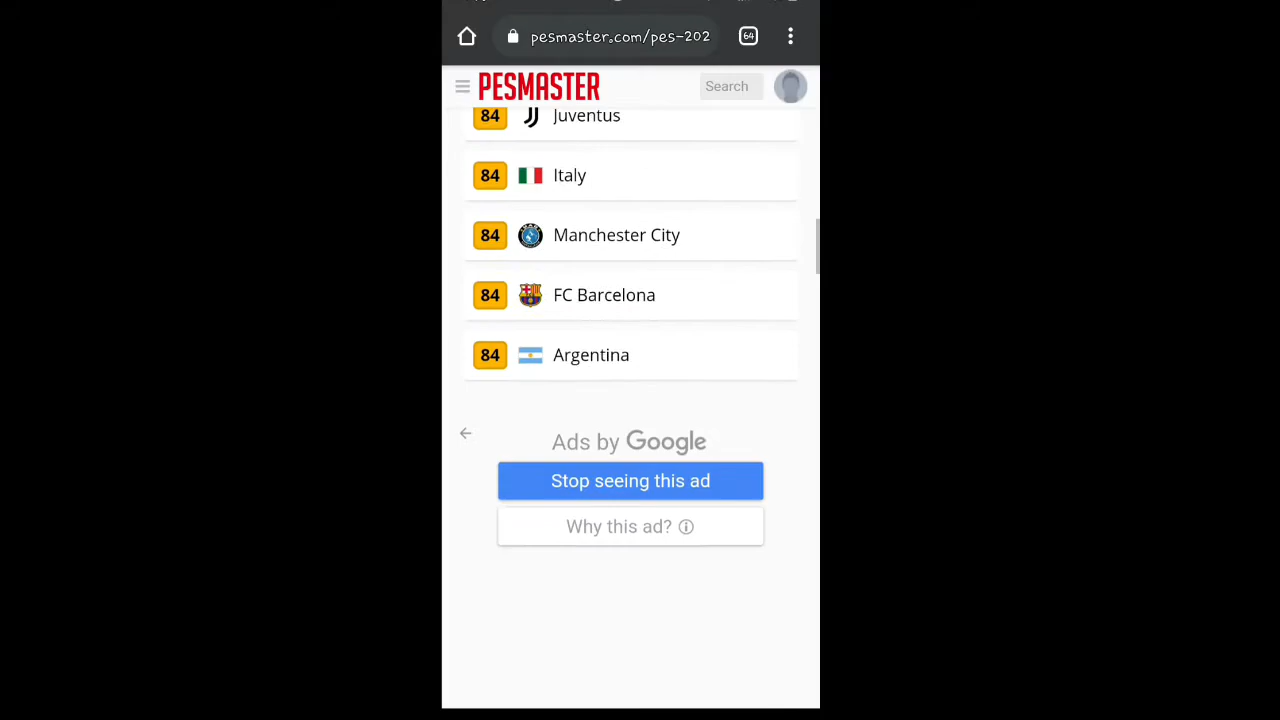 pesmaster.com/pes-202
64
PESMASTER
Search
84 Juventus
84 Italy
84 Manchester City
84 FC Barcelona
84 Argentina
Ads by Google
Stop seeing this ad
Why this ad?